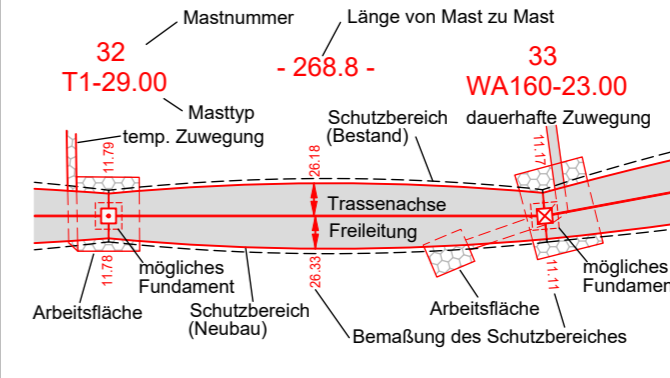 Mastnummer
Länge von Mast zu Mast
32
T1-29.00
- 268.8 -
33
WA160-23.00
Masttyp
temp. Zuwegung
Schutzbereich
(Bestand)
dauerhafte Zuwegung
11.79
26.18
11.17
Trassenachse
Freileitung
11.78
26.33
11.11
mögliches
Fundament
Arbeitsfläche
Schutzbereich
(Neubau)
Arbeitsfläche
mögliches
Fundamen
Bemaßung des Schutzbereiches